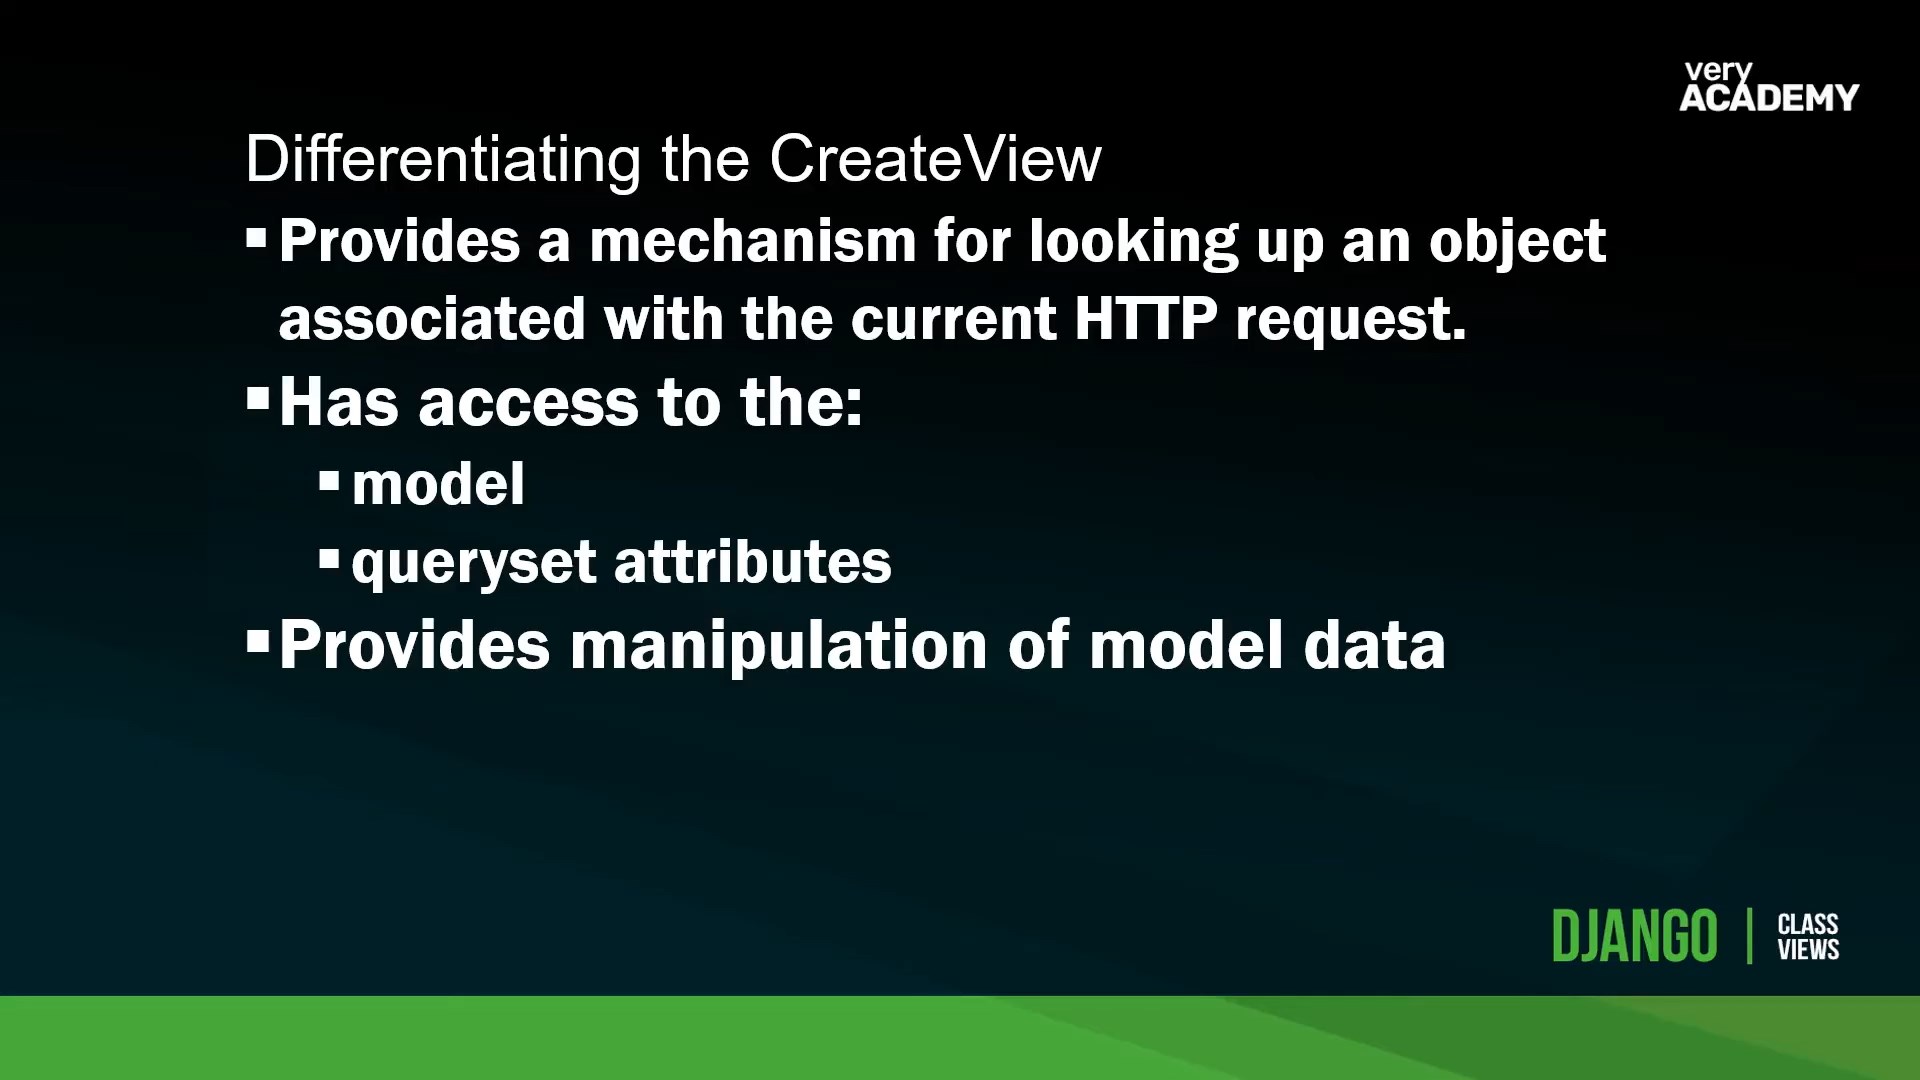 very
ACADEMY
Differentiating the CreateView
▪Provides a mechanism for looking up an object
associated with the current HTTP request.
▪Has access to the:
▪model
▪queryset attributes
▪Provides manipulation of model data
DJANGO | CLASS
VIEWS